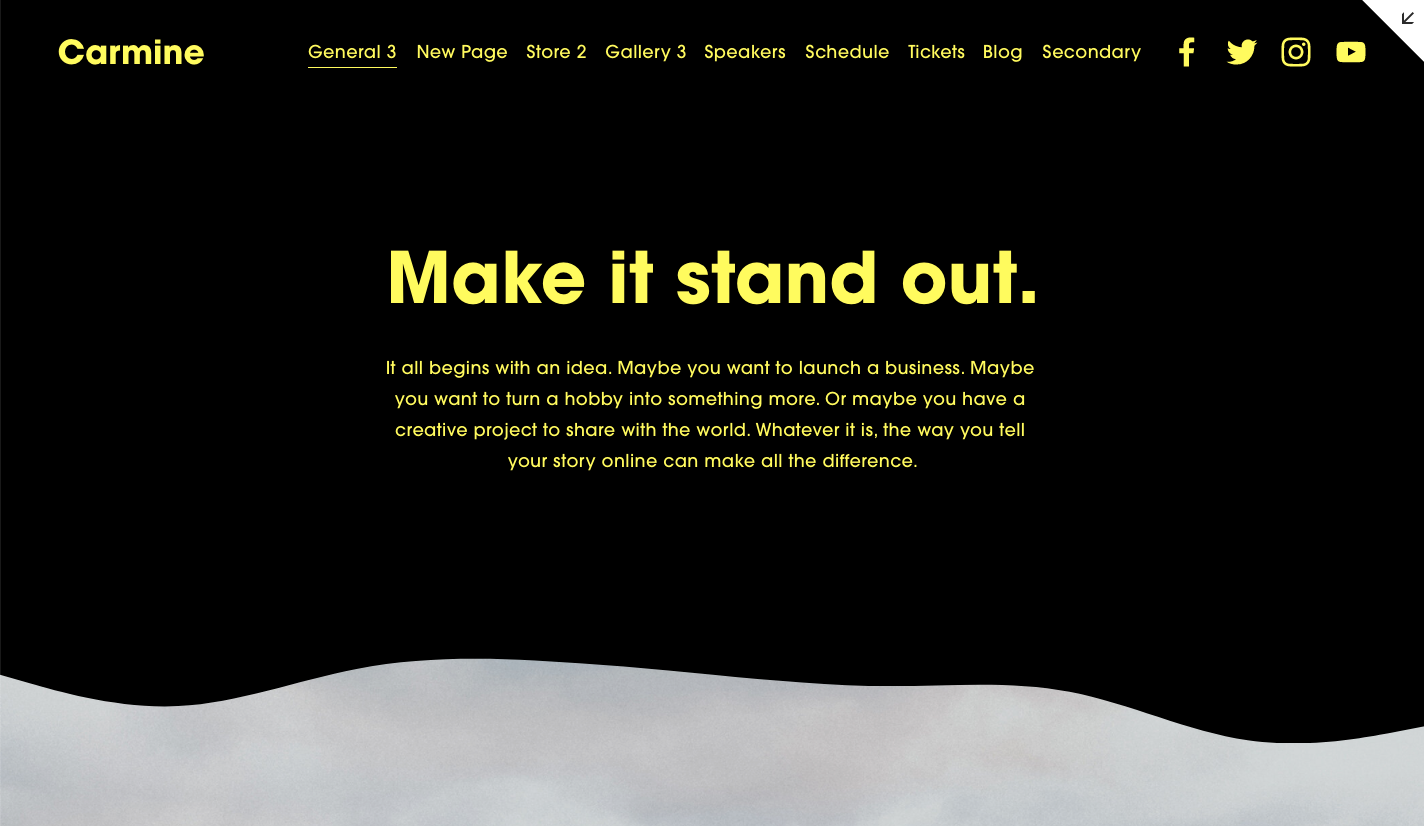 Carmine
General 3 New Page Store 2 Gallery 3 Speakers Schedule Tickets Blog Secondary
Make it stand out.
It all begins with an idea. Maybe you want to launch a business. Maybe
you want to turn a hobby into something more. Or maybe you have a
creative project to share with the world. Whatever it is, the way you tell
your story online can make all the difference.